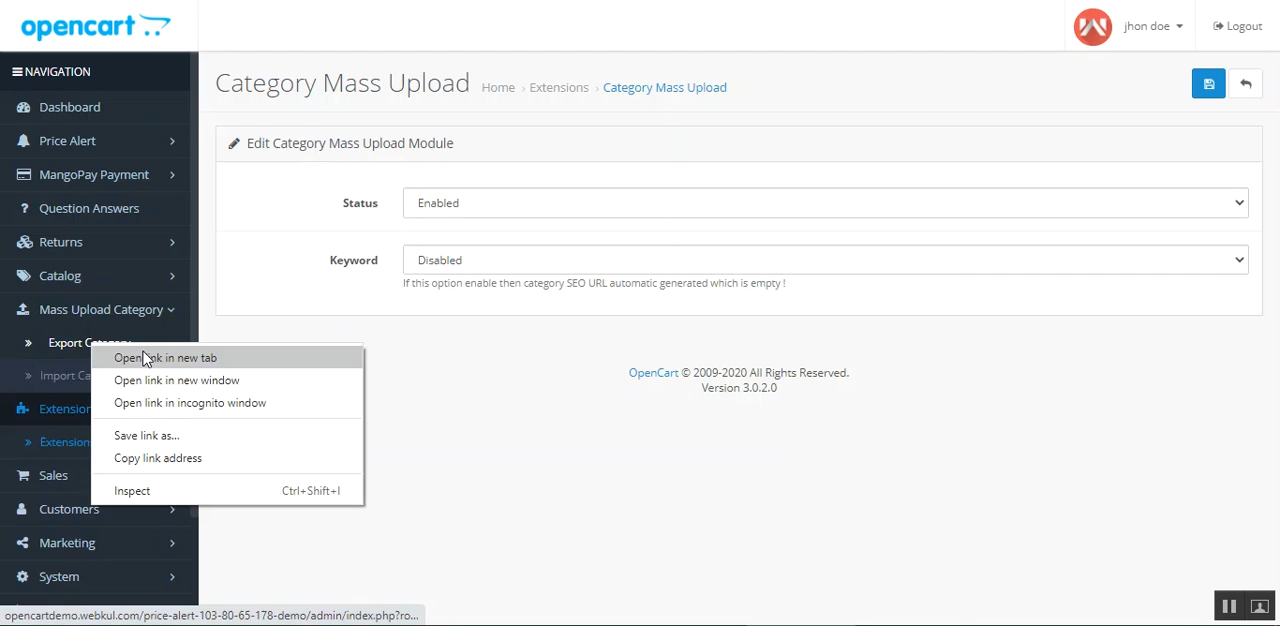 opencart
jhon doe
Logout
NAVIGATION
Dashboard
Price Alert
MangoPay Payment
? Question Answers
Returns
Catalog
Mass Upload Category
» Export
» Import
Extension
» Extension
Sales
Customers
Marketing
System
Category Mass Upload
Home › Extensions › Category Mass Upload
Edit Category Mass Upload Module
Status
Enabled
Keyword
Disabled
If this option enable then category SEO URL automatic generated which is empty !
OpenCart © 2009-2020 All Rights Reserved.
Version 3.0.2.0
Open link in new tab
Open link in new window
Open link in incognito window
Save link as...
Copy link address
Inspect Ctrl+Shift+I
opencartdemo.webkul.com/price-alert-103-80-65-178-demo/admin/index.php?ro...